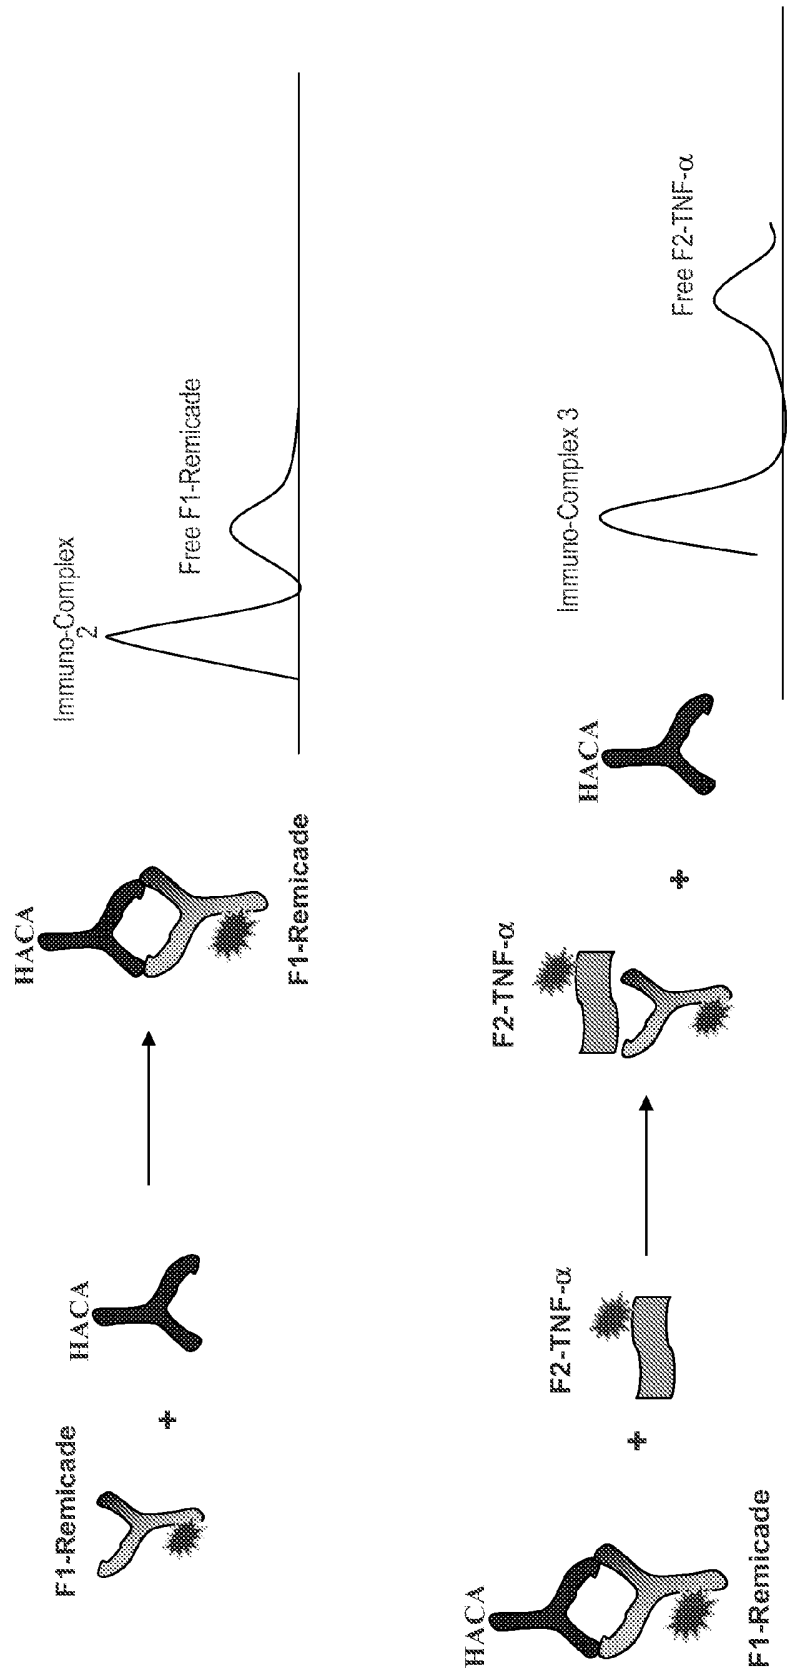 F1-Remicade
+
HACA
HACA
F1-Remicade
Immuno-Complex
2
Free F1-Remicade
HACA
F1-Remicade
+
F2-TNF-α
F2-TNF-α
+
HACA
Immuno-Complex 3
Free F2-TNF-α